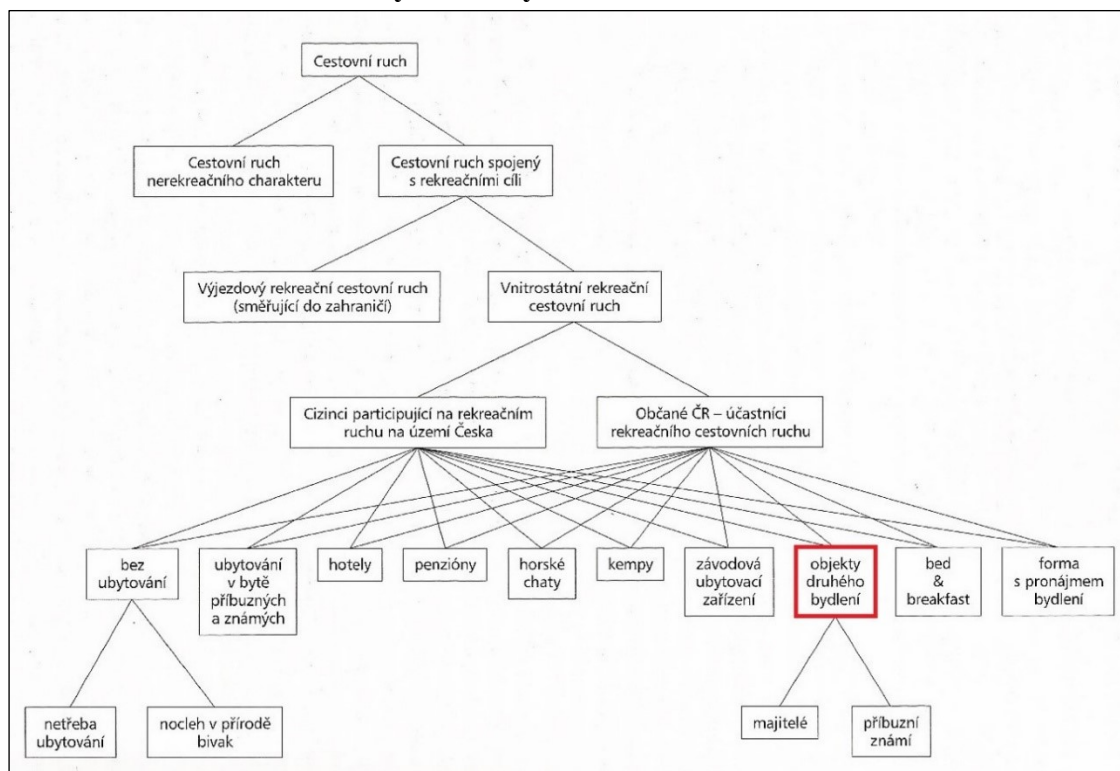 Cestovní ruch
Cestovní ruch
nerekreačního charakteru
Cestovní ruch spojený
s rekreačními cíli
Výjezdový rekreační cestovní ruch
(směřující do zahraničí)
Vnitrostátní rekreační
cestovní ruch
Cizinci participující na rekreačním
ruchu na území Česka
Občané ČR – účastníci
rekreačního cestovních ruchu
bez
ubytování
ubytování
v bytě
příbuzných
a známých
hotely
penzióny
horské
chaty
kempy
závodová
ubytovací
zařízení
objekty
druhého
bydlení
bed
&
breakfast
forma
s pronájmem
bydlení
netřeba
ubytování
nocleh v přírodě
bivak
majitelé
příbuzní
známí